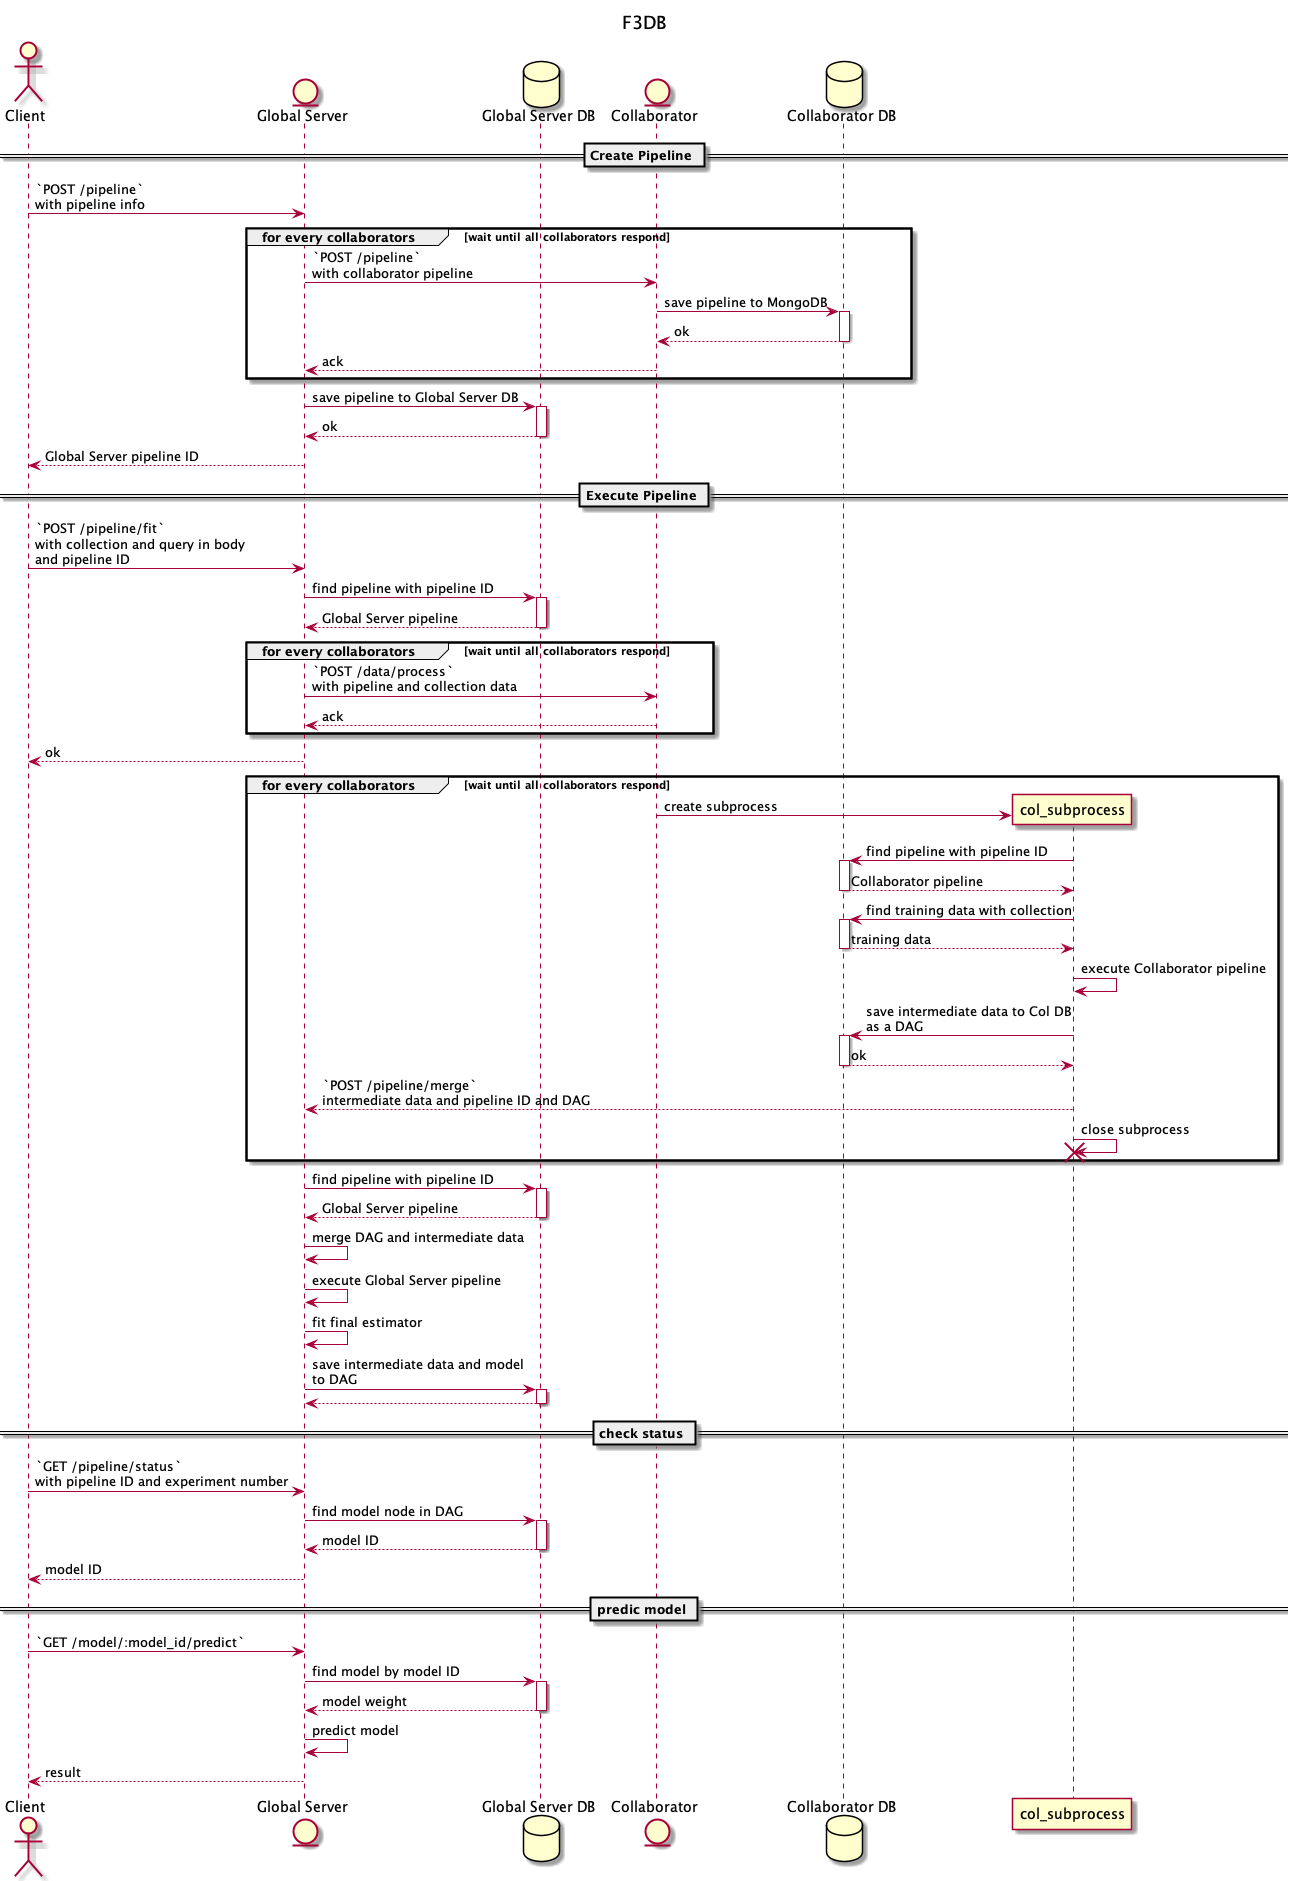 F3DB
Client
Global Server
Global Server DB
Collaborator
Collaborator DB
Create Pipeline
`POST /pipeline`
with pipeline info
for every collaborators [wait until all collaborators respond]
`POST /pipeline`
with collaborator pipeline
save pipeline to MongoDB
ok
ack
save pipeline to Global Server DB
ok
Global Server pipeline ID
Execute Pipeline
`POST /pipeline/fit`
with collection and query in body
and pipeline ID
find pipeline with pipeline ID
Global Server pipeline
for every collaborators [wait until all collaborators respond]
`POST /data/process`
with pipeline and collection data
ack
ok
for every collaborators [wait until all collaborators respond]
create subprocess
col_subprocess
find pipeline with pipeline ID
Collaborator pipeline
find training data with collection
training data
execute Collaborator pipeline
save intermediate data to Col DB
as a DAG
ok
`POST /pipeline/merge`
intermediate data and pipeline ID and DAG
close subprocess
find pipeline with pipeline ID
Global Server pipeline
merge DAG and intermediate data
execute Global Server pipeline
fit final estimator
save intermediate data and model
to DAG
check status
`GET /pipeline/status`
with pipeline ID and experiment number
find model node in DAG
model ID
model ID
predic model
`GET /model/:model_id/predict`
find model by model ID
model weight
predict model
result
Client
Global Server
Global Server DB
Collaborator
Collaborator DB
col_subprocess